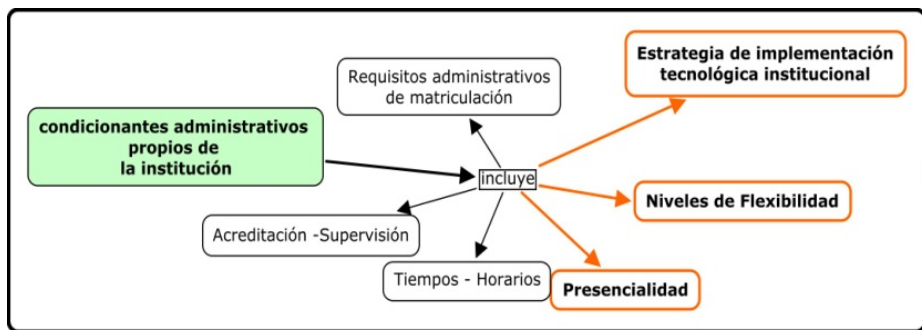 Estrategia de implementación
tecnológica institucional
Requisitos administrativos
de matriculación
condicionantes administrativos
propios de
la institución
incluye
Niveles de Flexibilidad
Acreditación -Supervisión
Tiempos - Horarios
Presencialidad